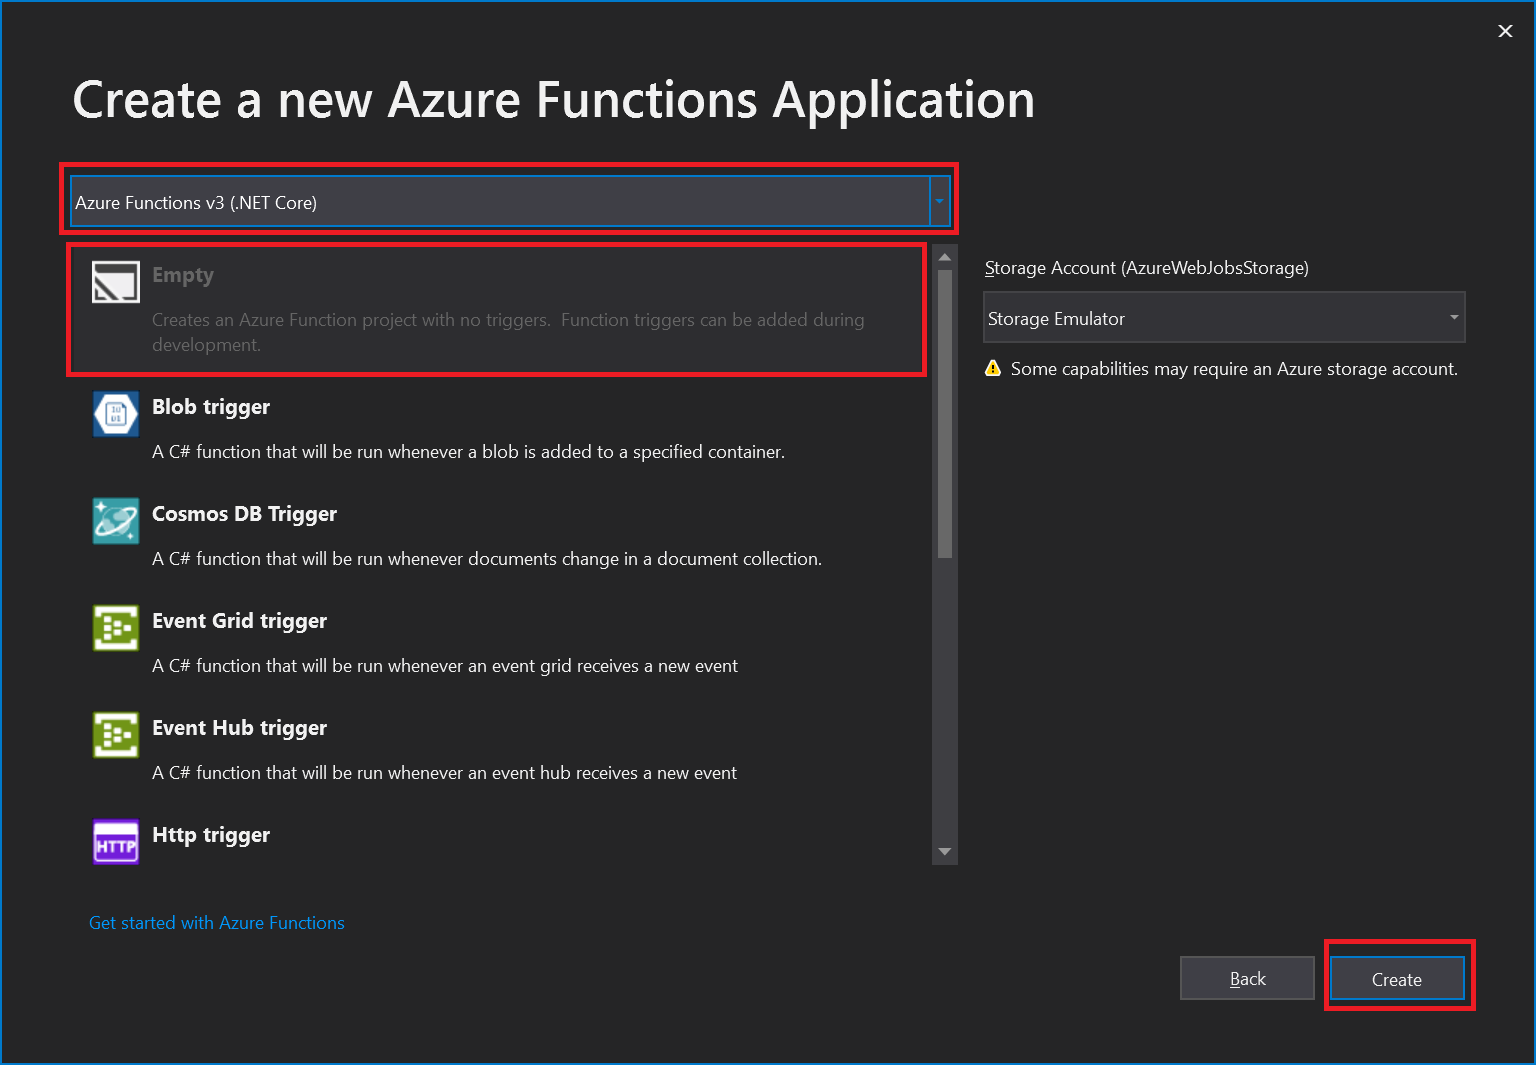 Create a new Azure Functions Application
Azure Functions v3 (.NET Core)
Empty
Creates an Azure Function project with no triggers.  Function triggers can be added during
development.
Blob trigger
A C# function that will be run whenever a blob is added to a specified container.
Cosmos DB Trigger
A C# function that will be run whenever documents change in a document collection.
Event Grid trigger
A C# function that will be run whenever an event grid receives a new event
Event Hub trigger
A C# function that will be run whenever an event hub receives a new event
HTTP
Http trigger
Storage Account (AzureWebJobsStorage)
Storage Emulator
Some capabilities may require an Azure storage account.
Get started with Azure Functions
Back
Create